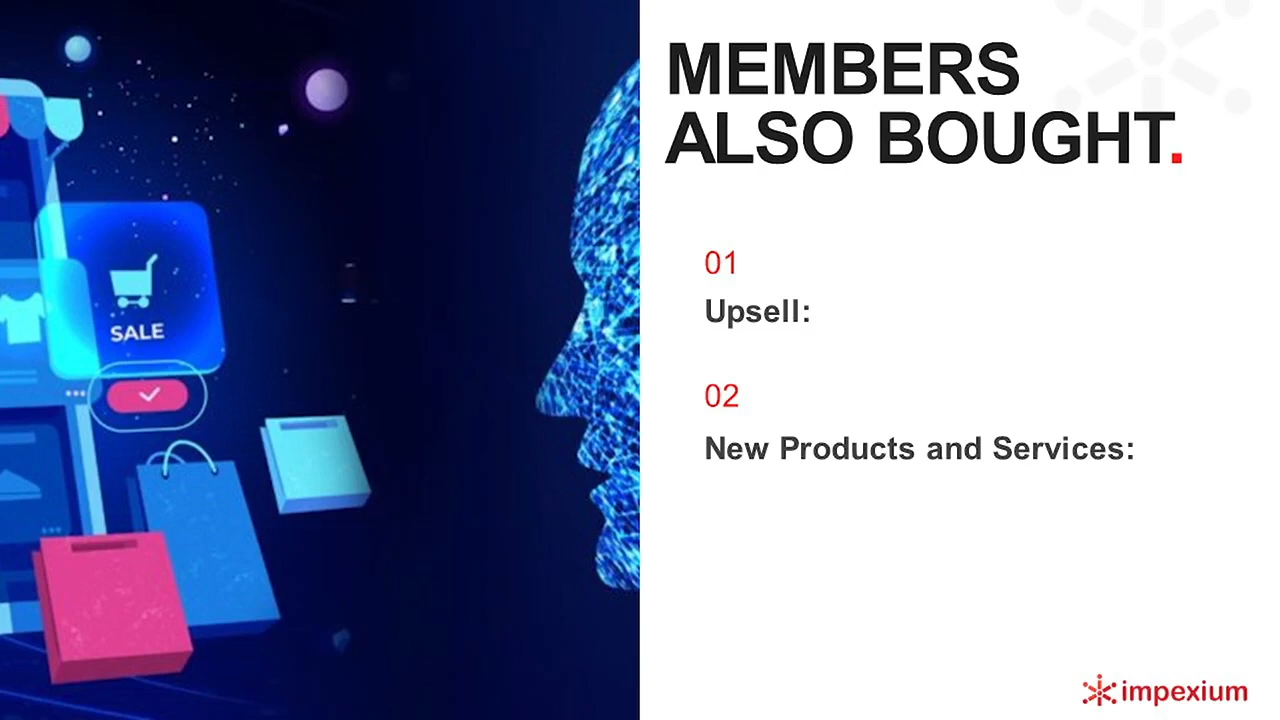 SALE
MEMBERS
ALSO BOUGHT.
01
Upsell:
02
New Products and Services:
impexium